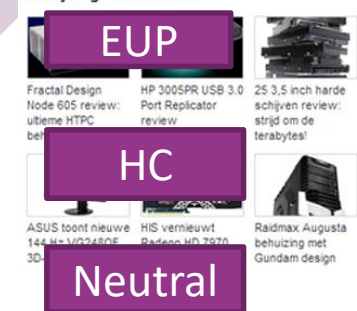 EUP
Fractal Design
Node 605 review:
ultieme HTPC
HP 3005PR USB 3.0
Port Replicator
review
25 3,5 inch harde
schijven review:
strijd om de
terabytes!
HC
ASUS toont nieuwe
144 Hz VG248QE
3D-
HIS vernieuwt
Radeon HD 7970
Raidmax Augusta
behuizing met
Gundam design
Neutral